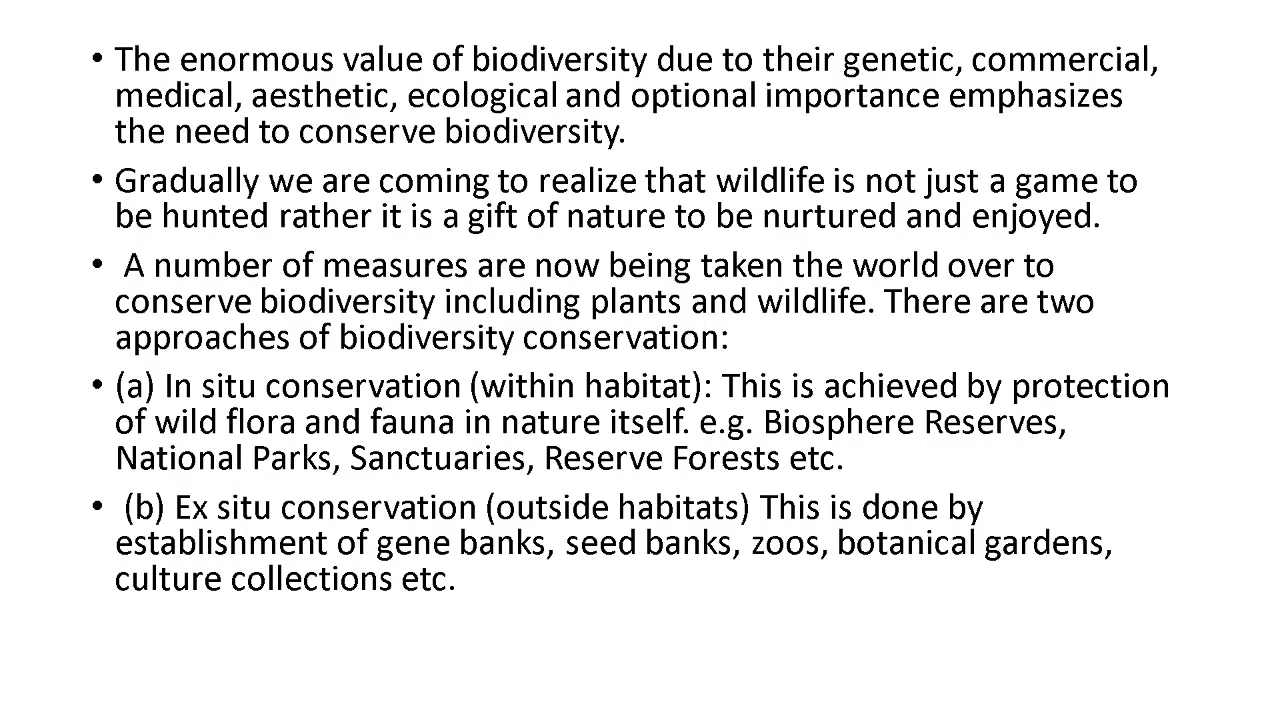 • The enormous value of biodiversity due to their genetic, commercial,
medical, aesthetic, ecological and optional importance emphasizes
the need to conserve biodiversity.
• Gradually we are coming to realize that wildlife is not just a game to
be hunted rather it is a gift of nature to be nurtured and enjoyed.
• A number of measures are now being taken the world over to
conserve biodiversity including plants and wildlife. There are two
approaches of biodiversity conservation:
• (a) In situ conservation (within habitat): This is achieved by protection
of wild flora and fauna in nature itself. e.g. Biosphere Reserves,
National Parks, Sanctuaries, Reserve Forests etc.
• (b) Ex situ conservation (outside habitats) This is done by
establishment of gene banks, seed banks, zoos, botanical gardens,
culture collections etc.